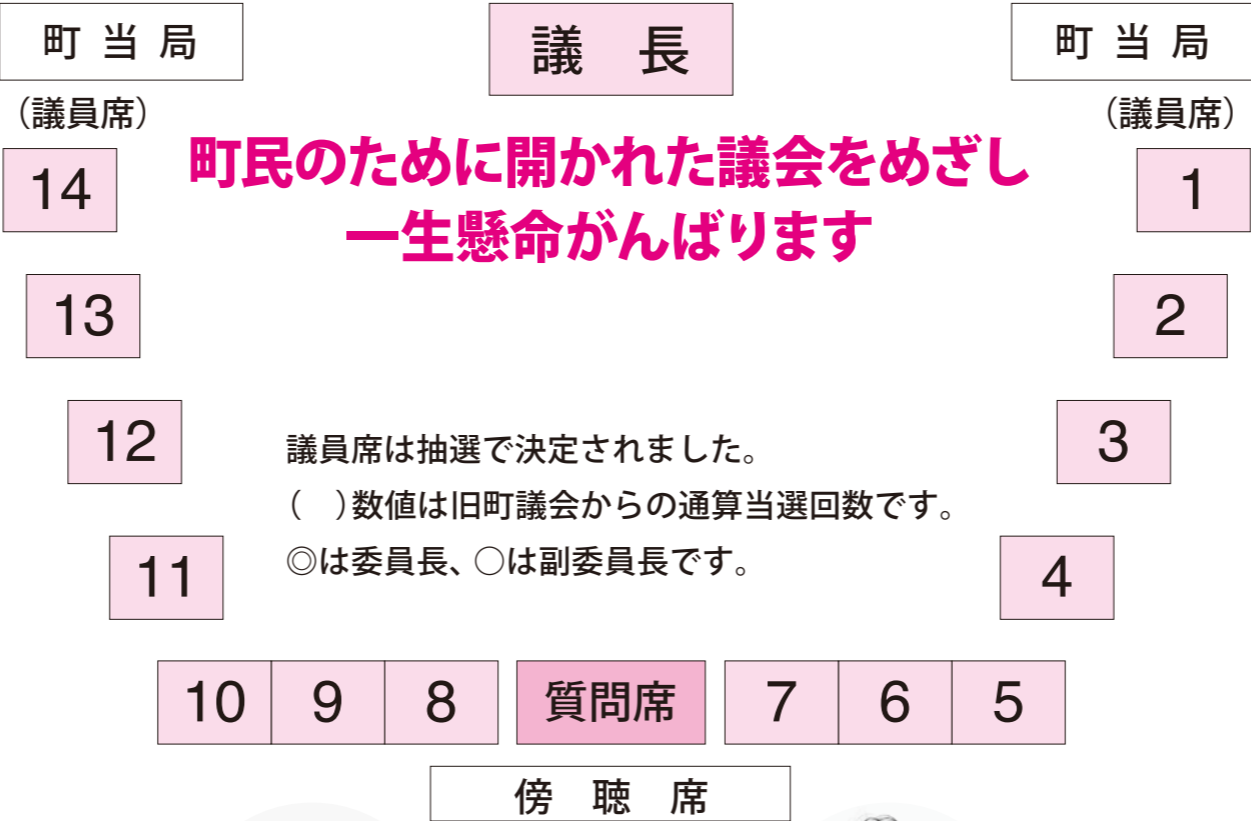 町当局
議長
町当局
（議員席）
（議員席）
町民のために開かれた議会をめざし
一生懸命がんばります
14
1
13
2
12
3
議員席は抽選で決定されました。
（　）数値は旧町議会からの通算当選回数です。
◎は委員長、○は副委員長です。
11
4
10 9 8 質問席 7 6 5
傍聴席